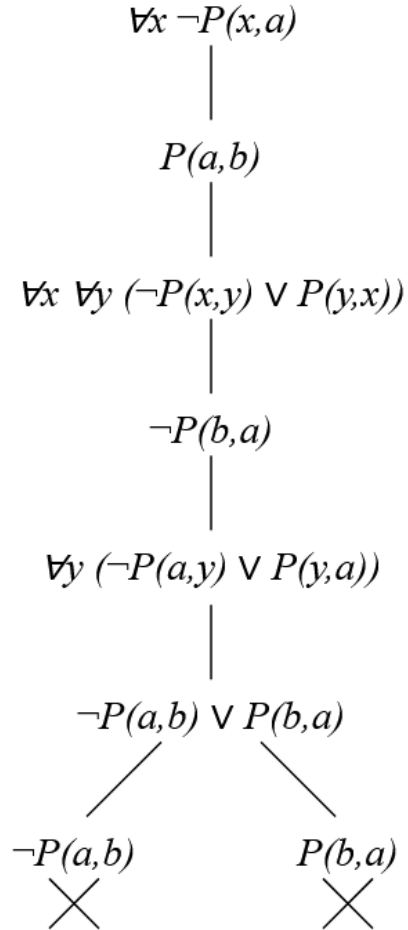 ∀x ¬P(x,a)
P(a,b)
∀x ∀y (¬P(x,y) ∨ P(y,x))
¬P(b,a)
∀y (¬P(a,y) ∨ P(y,a))
¬P(a,b) ∨ P(b,a)
¬P(a,b) P(b,a)